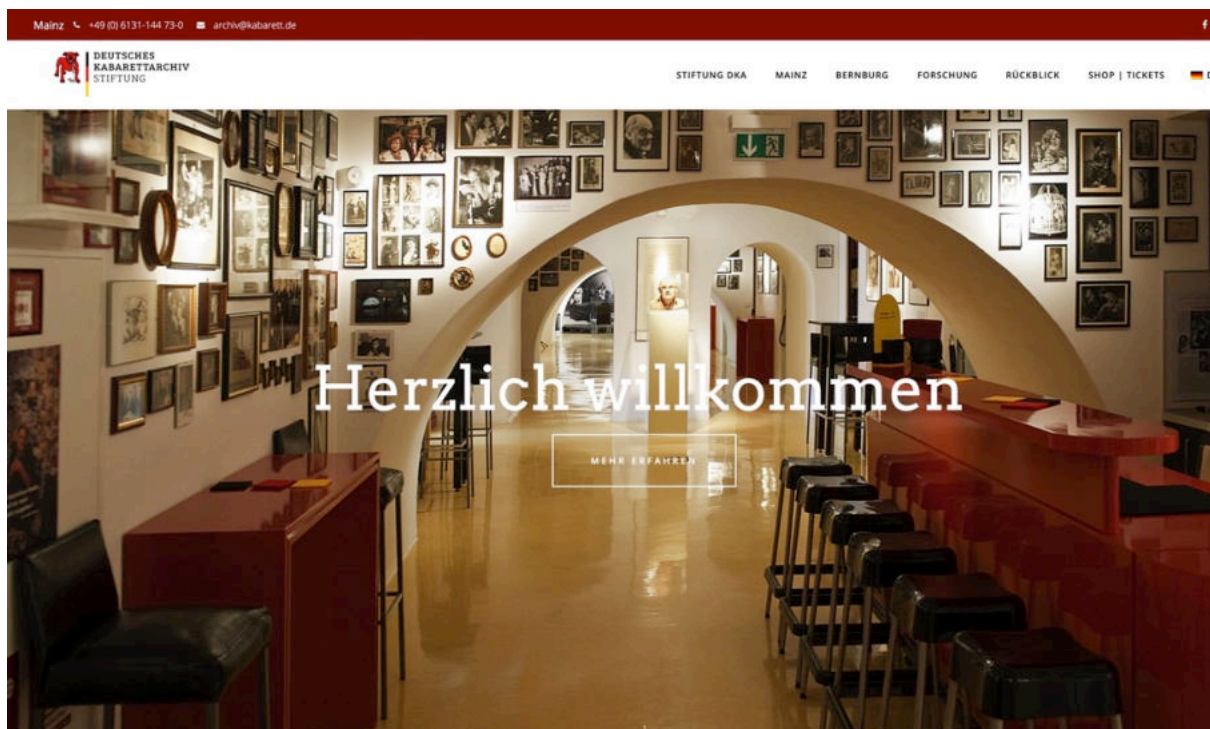 Mainz +49 (0) 6131-144 73-0 archiv@kabarett.de
DEUTSCHES
KABARETTARCHIV
STIFTUNG
STIFTUNG DKA MAINZ BERNBURG FORSCHUNG RÜCKBLICK SHOP | TICKETS D
Herzlich willkommen
MEHR ERFAHREN